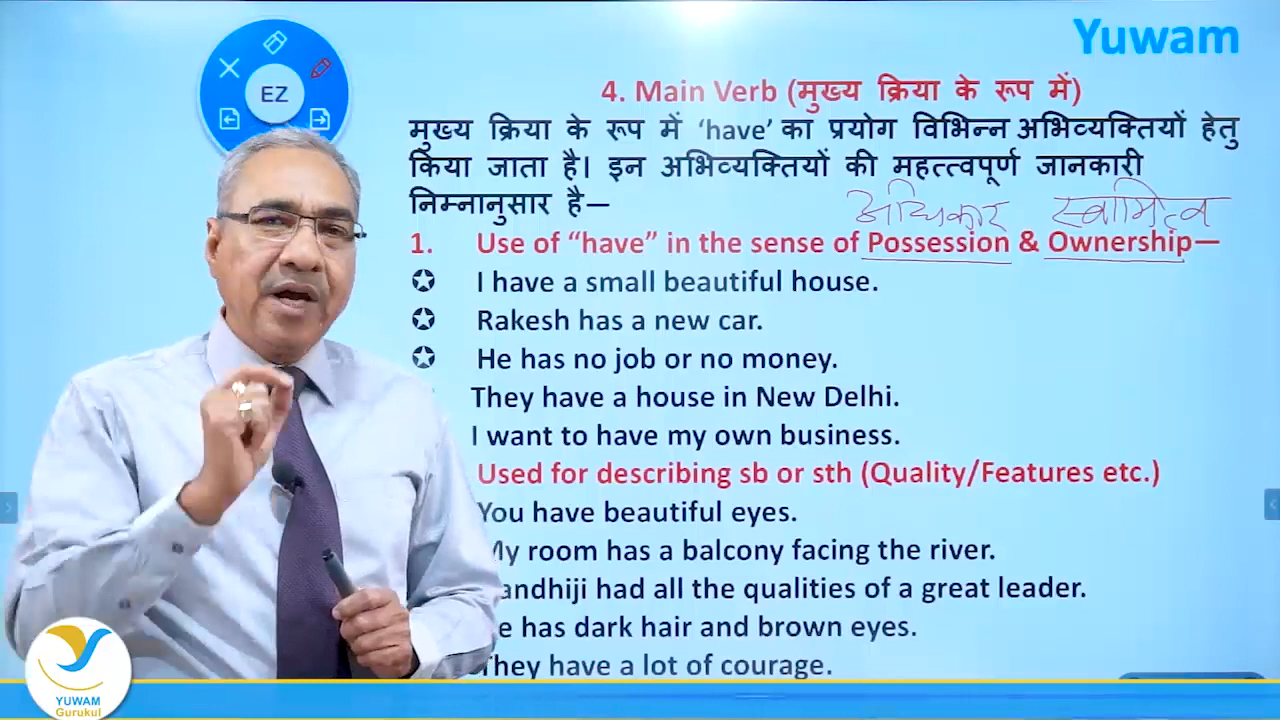 Yuwam
EZ
4. Main Verb (मुख्य क्रिया के रूप में)
मुख्य क्रिया के रूप में ‘have’ का प्रयोग विभिन्न अभिव्यक्तियों हेतु
किया जाता है। इन अभिव्यक्तियों की महत्त्वपूर्ण जानकारी
निम्नानुसार है—
अधिकार स्वामित्व
1. Use of “have” in the sense of Possession & Ownership—
I have a small beautiful house.
Rakesh has a new car.
He has no job or no money.
They have a house in New Delhi.
I want to have my own business.
Used for describing sb or sth (Quality/Features etc.)
You have beautiful eyes.
My room has a balcony facing the river.
andhiji had all the qualities of a great leader.
e has dark hair and brown eyes.
They have a lot of courage.
YUWAM
Gurukul